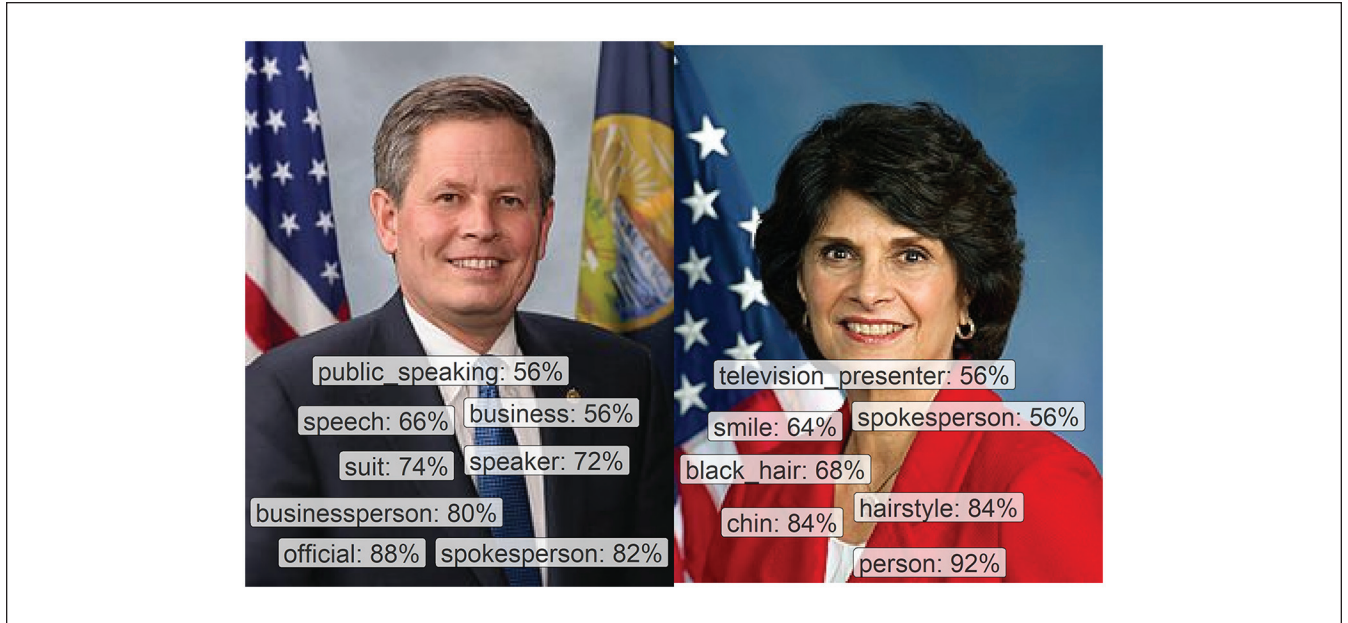 public_speaking: 56%
speech: 66%
business: 56%
suit: 74%
speaker: 72%
businessperson: 80%
official: 88%
spokesperson: 82%
television_presenter: 56%
smile: 64%
spokesperson: 56%
black_hair: 68%
chin: 84%
hairstyle: 84%
person: 92%